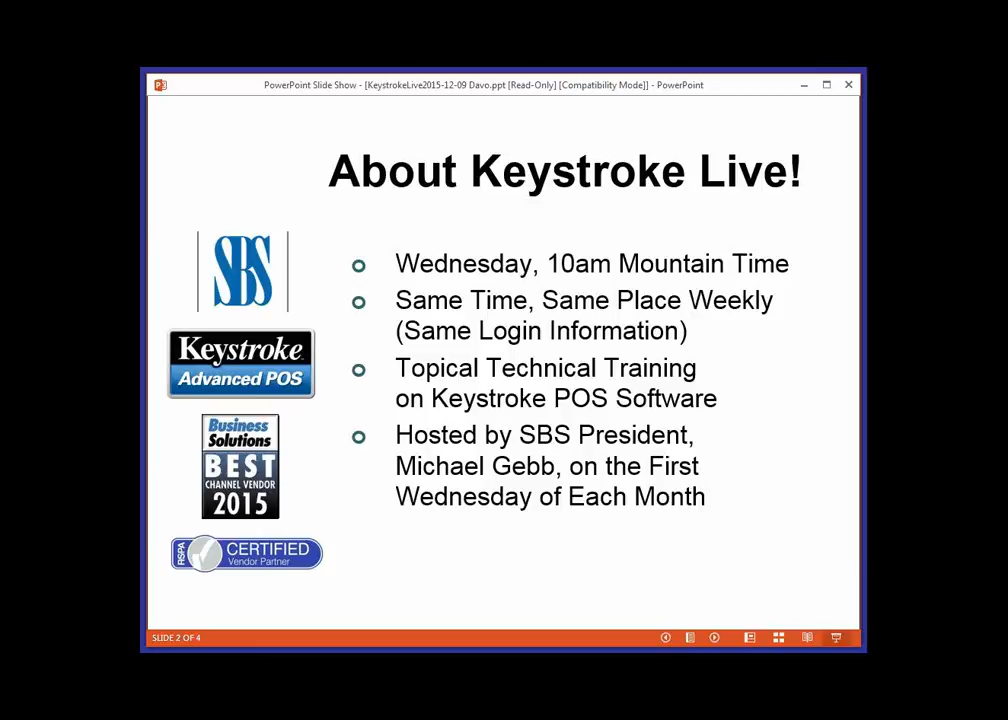 PowerPoint Slide Show - [KeystrokeLive2015-12-09 Davo.ppt [Read-Only] [Compatibility Mode]] - PowerPoint
About Keystroke Live!
SBS
Keystroke
Advanced POS
Business
Solutions
BEST
CHANNEL VENDOR
2015
RSPA
CERTIFIED
Vendor Partner
Wednesday, 10am Mountain Time
Same Time, Same Place Weekly
(Same Login Information)
Topical Technical Training
on Keystroke POS Software
Hosted by SBS President,
Michael Gebb, on the First
Wednesday of Each Month
SLIDE 2 OF 4